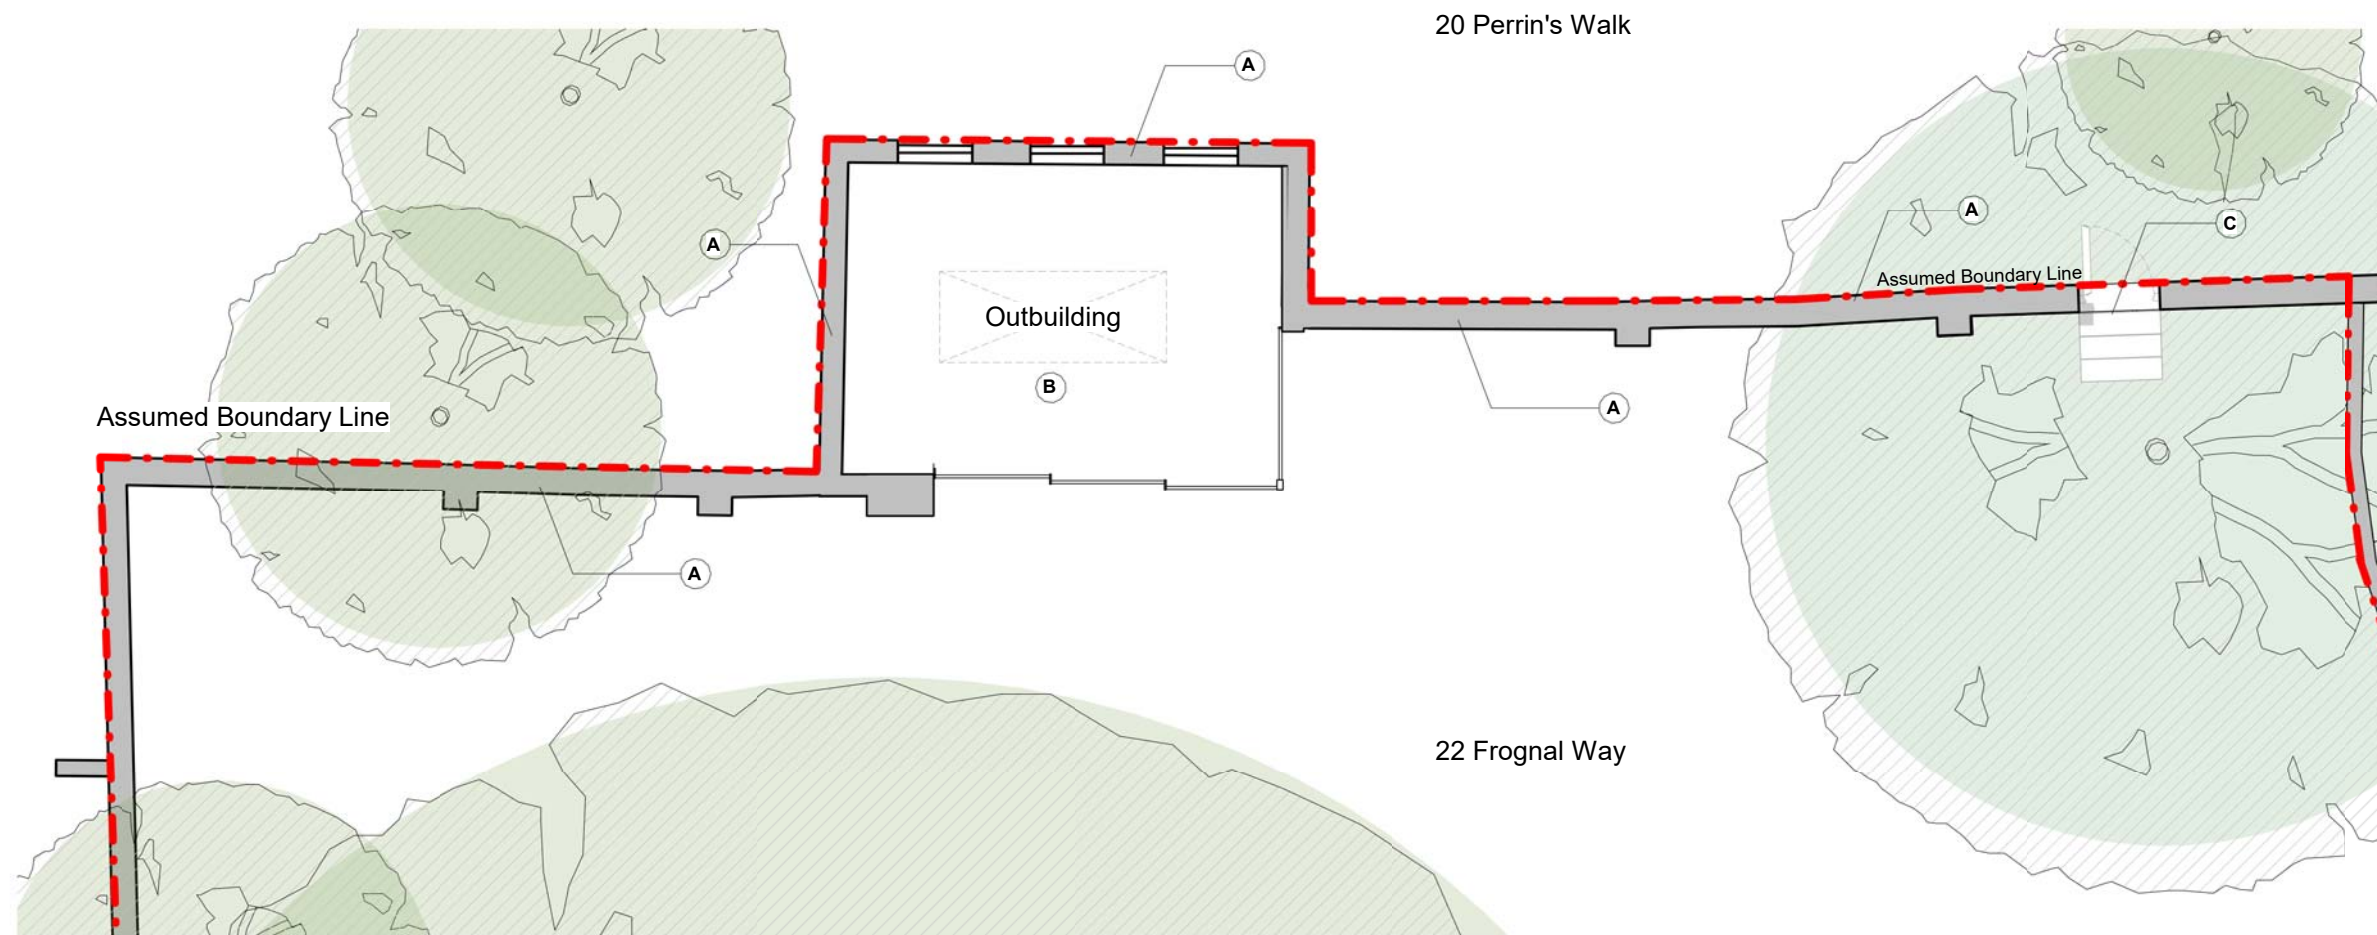 20 Perrin's Walk
A
A
A
C
Assumed Boundary Line
Outbuilding
B
A
Assumed Boundary Line
A
22 Frognal Way